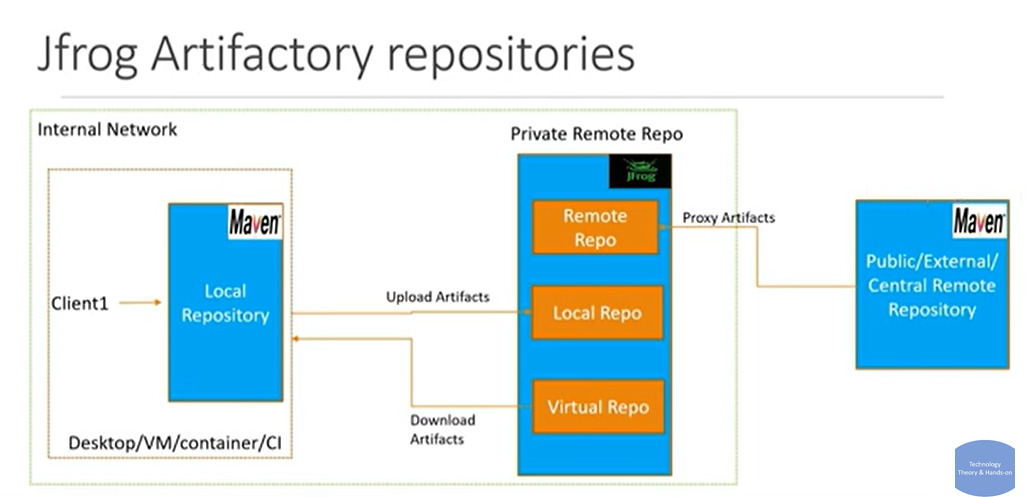 Jfrog Artifactory repositories
Internal Network
Private Remote Repo
JFrog
Maven
Client1
Local
Repository
Desktop/VM/container/CI
Upload Artifacts
Download
Artifacts
Remote
Repo
Local Repo
Virtual Repo
Proxy Artifacts
Maven
Public/External/
Central Remote
Repository
Technology
Theory & Hands-on